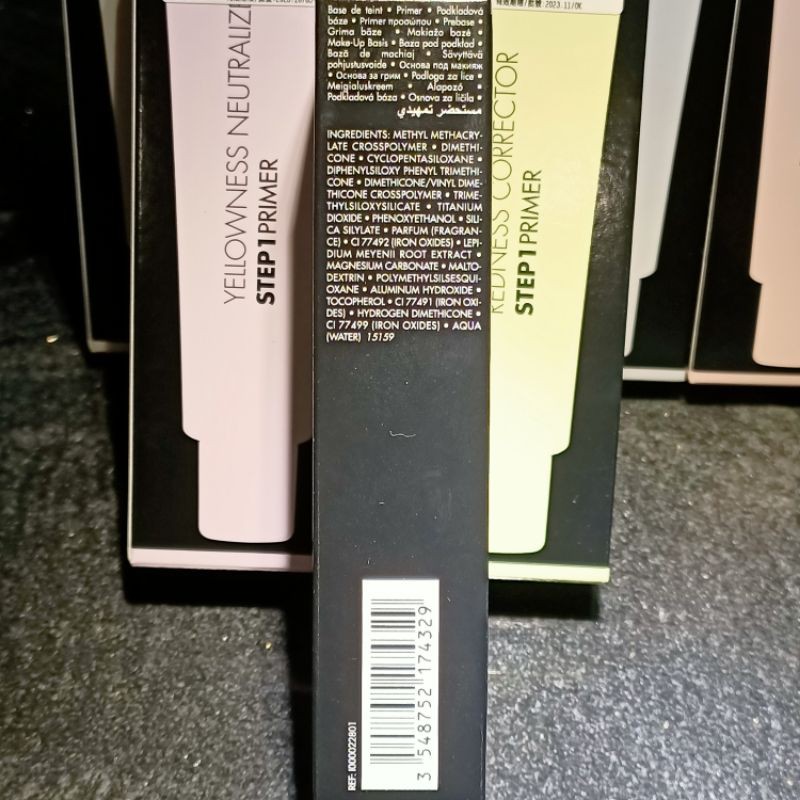 Base de teint • Primer • Podkladová
báze • Primer προσώπου • Prebase •
Grima bāze • Makiažo bazė •
Make-Up Basis • Baza pod podkład •
Bază de machiaj • Sävyttävä
pohjustusvoide • Основа под макияж
• Основа за грим • Podloga za lice •
Meigialuskreem • Alapozó •
Podkladová báza • Osnova za ličila •
مستحضر تمهيدي
INGREDIENTS: METHYL METHACRY-
LATE CROSSPOLYMER • DIMETHI-
CONE • CYCLOPENTASILOXANE •
DIPHENYLSILOXY PHENYL TRIMETHI-
CONE • DIMETHICONE/VINYL DIME-
THICONE CROSSPOLYMER • TRIME-
THYLSILOXYSILICATE • TITANIUM
DIOXIDE • PHENOXYETHANOL • SILI-
CA SILYLATE • PARFUM (FRAGRAN-
CE) • CI 77492 (IRON OXIDES) • LEPI-
DIUM MEYENII ROOT EXTRACT •
MAGNESIUM CARBONATE • MALTO-
DEXTRIN • POLYMETHYLSILSESQUI-
OXANE • ALUMINUM HYDROXIDE •
TOCOPHEROL • CI 77491 (IRON OXI-
DES) • HYDROGEN DIMETHICONE •
CI 77499 (IRON OXIDES) • AQUA
(WATER) 15159
YELLOWNESS NEUTRALIZ
STEP 1 PRIMER
REDNESS CORRECTOR
STEP 1 PRIMER
2023.11/OK
REF: I000022801
3 548752 174329